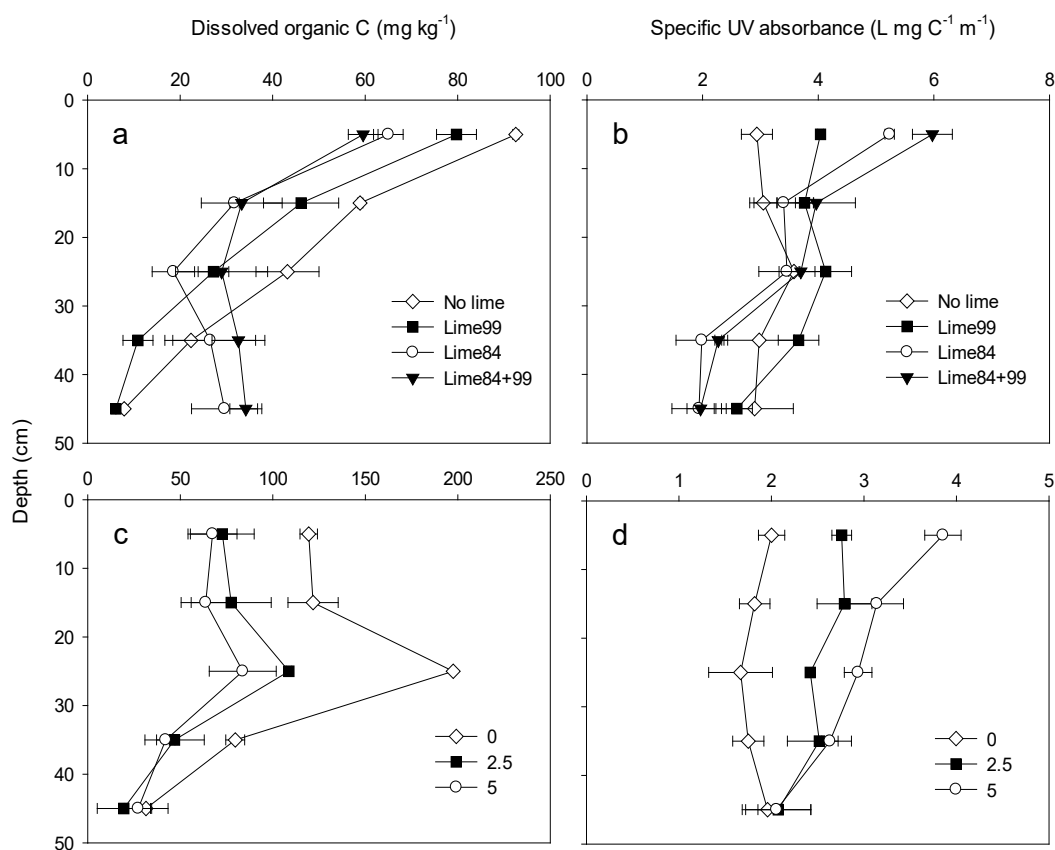 Dissolved organic C (mg kg⁻¹)
Specific UV absorbance (L mg C⁻¹ m⁻¹)
0 20 40 60 80 100
0 2 4 6 8
0
10
20
30
40
50
a
b
No lime
Lime99
Lime84
Lime84+99
No lime
Lime99
Lime84
Lime84+99
Depth (cm)
0 50 100 150 200 250
0 1 2 3 4 5
0
10
20
30
40
50
c
d
0
2.5
5
0
2.5
5